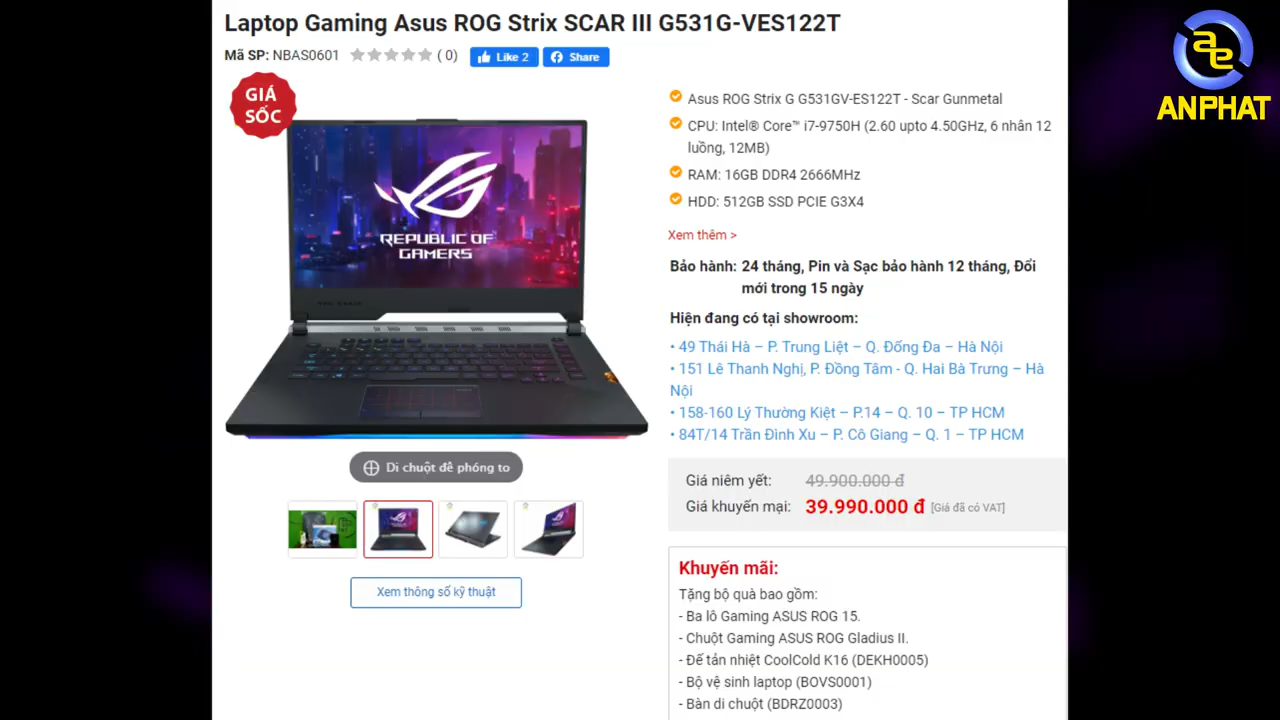 Laptop Gaming Asus ROG Strix SCAR III G531G-VES122T
Mã SP: NBAS0601 ( 0) Like 2 Share
GIÁ
SỐC
REPUBLIC OF
GAMERS
Di chuột để phóng to
Xem thông số kỹ thuật
Asus ROG Strix G G531GV-ES122T - Scar Gunmetal
CPU: Intel® Core™ i7-9750H (2.60 upto 4.50GHz, 6 nhân 12
luồng, 12MB)
RAM: 16GB DDR4 2666MHz
HDD: 512GB SSD PCIE G3X4
Xem thêm >
Bảo hành: 24 tháng, Pin và Sạc bảo hành 12 tháng, Đổi
mới trong 15 ngày
Hiện đang có tại showroom:
• 49 Thái Hà – P. Trung Liệt – Q. Đống Đa – Hà Nội
• 151 Lê Thanh Nghị, P. Đồng Tâm - Q. Hai Bà Trưng – Hà
Nội
• 158-160 Lý Thường Kiệt – P.14 – Q. 10 – TP HCM
• 84T/14 Trần Đình Xu – P. Cô Giang – Q. 1 – TP HCM
Giá niêm yết: 49.900.000 đ
Giá khuyến mại: 39.990.000 đ [Giá đã có VAT]
Khuyến mãi:
Tặng bộ quà bao gồm:
- Ba lô Gaming ASUS ROG 15.
- Chuột Gaming ASUS ROG Gladius II.
- Đế tản nhiệt CoolCold K16 (DEKH0005)
- Bộ vệ sinh laptop (BOVS0001)
- Bàn di chuột (BDRZ0003)
ANPHAT